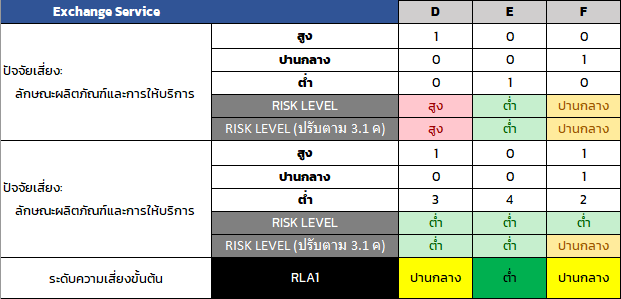 Exchange Service D E F
สูง 1 0 0
ปานกลาง 0 0 1
ปัจจัยเสี่ยง:
ลักษณะผลิตภัณฑ์และการให้บริการ
ต่ำ 0 1 0
RISK LEVEL สูง ต่ำ ปานกลาง
RISK LEVEL (ปรับตาม 3.1 ค) สูง ต่ำ ปานกลาง
สูง 1 0 1
ปานกลาง 0 0 1
ปัจจัยเสี่ยง:
ลักษณะผลิตภัณฑ์และการให้บริการ
ต่ำ 3 4 2
RISK LEVEL ต่ำ ต่ำ ต่ำ
RISK LEVEL (ปรับตาม 3.1 ค) ต่ำ ต่ำ ปานกลาง
ระดับความเสี่ยงขั้นต้น RLA1 ปานกลาง ต่ำ ปานกลาง